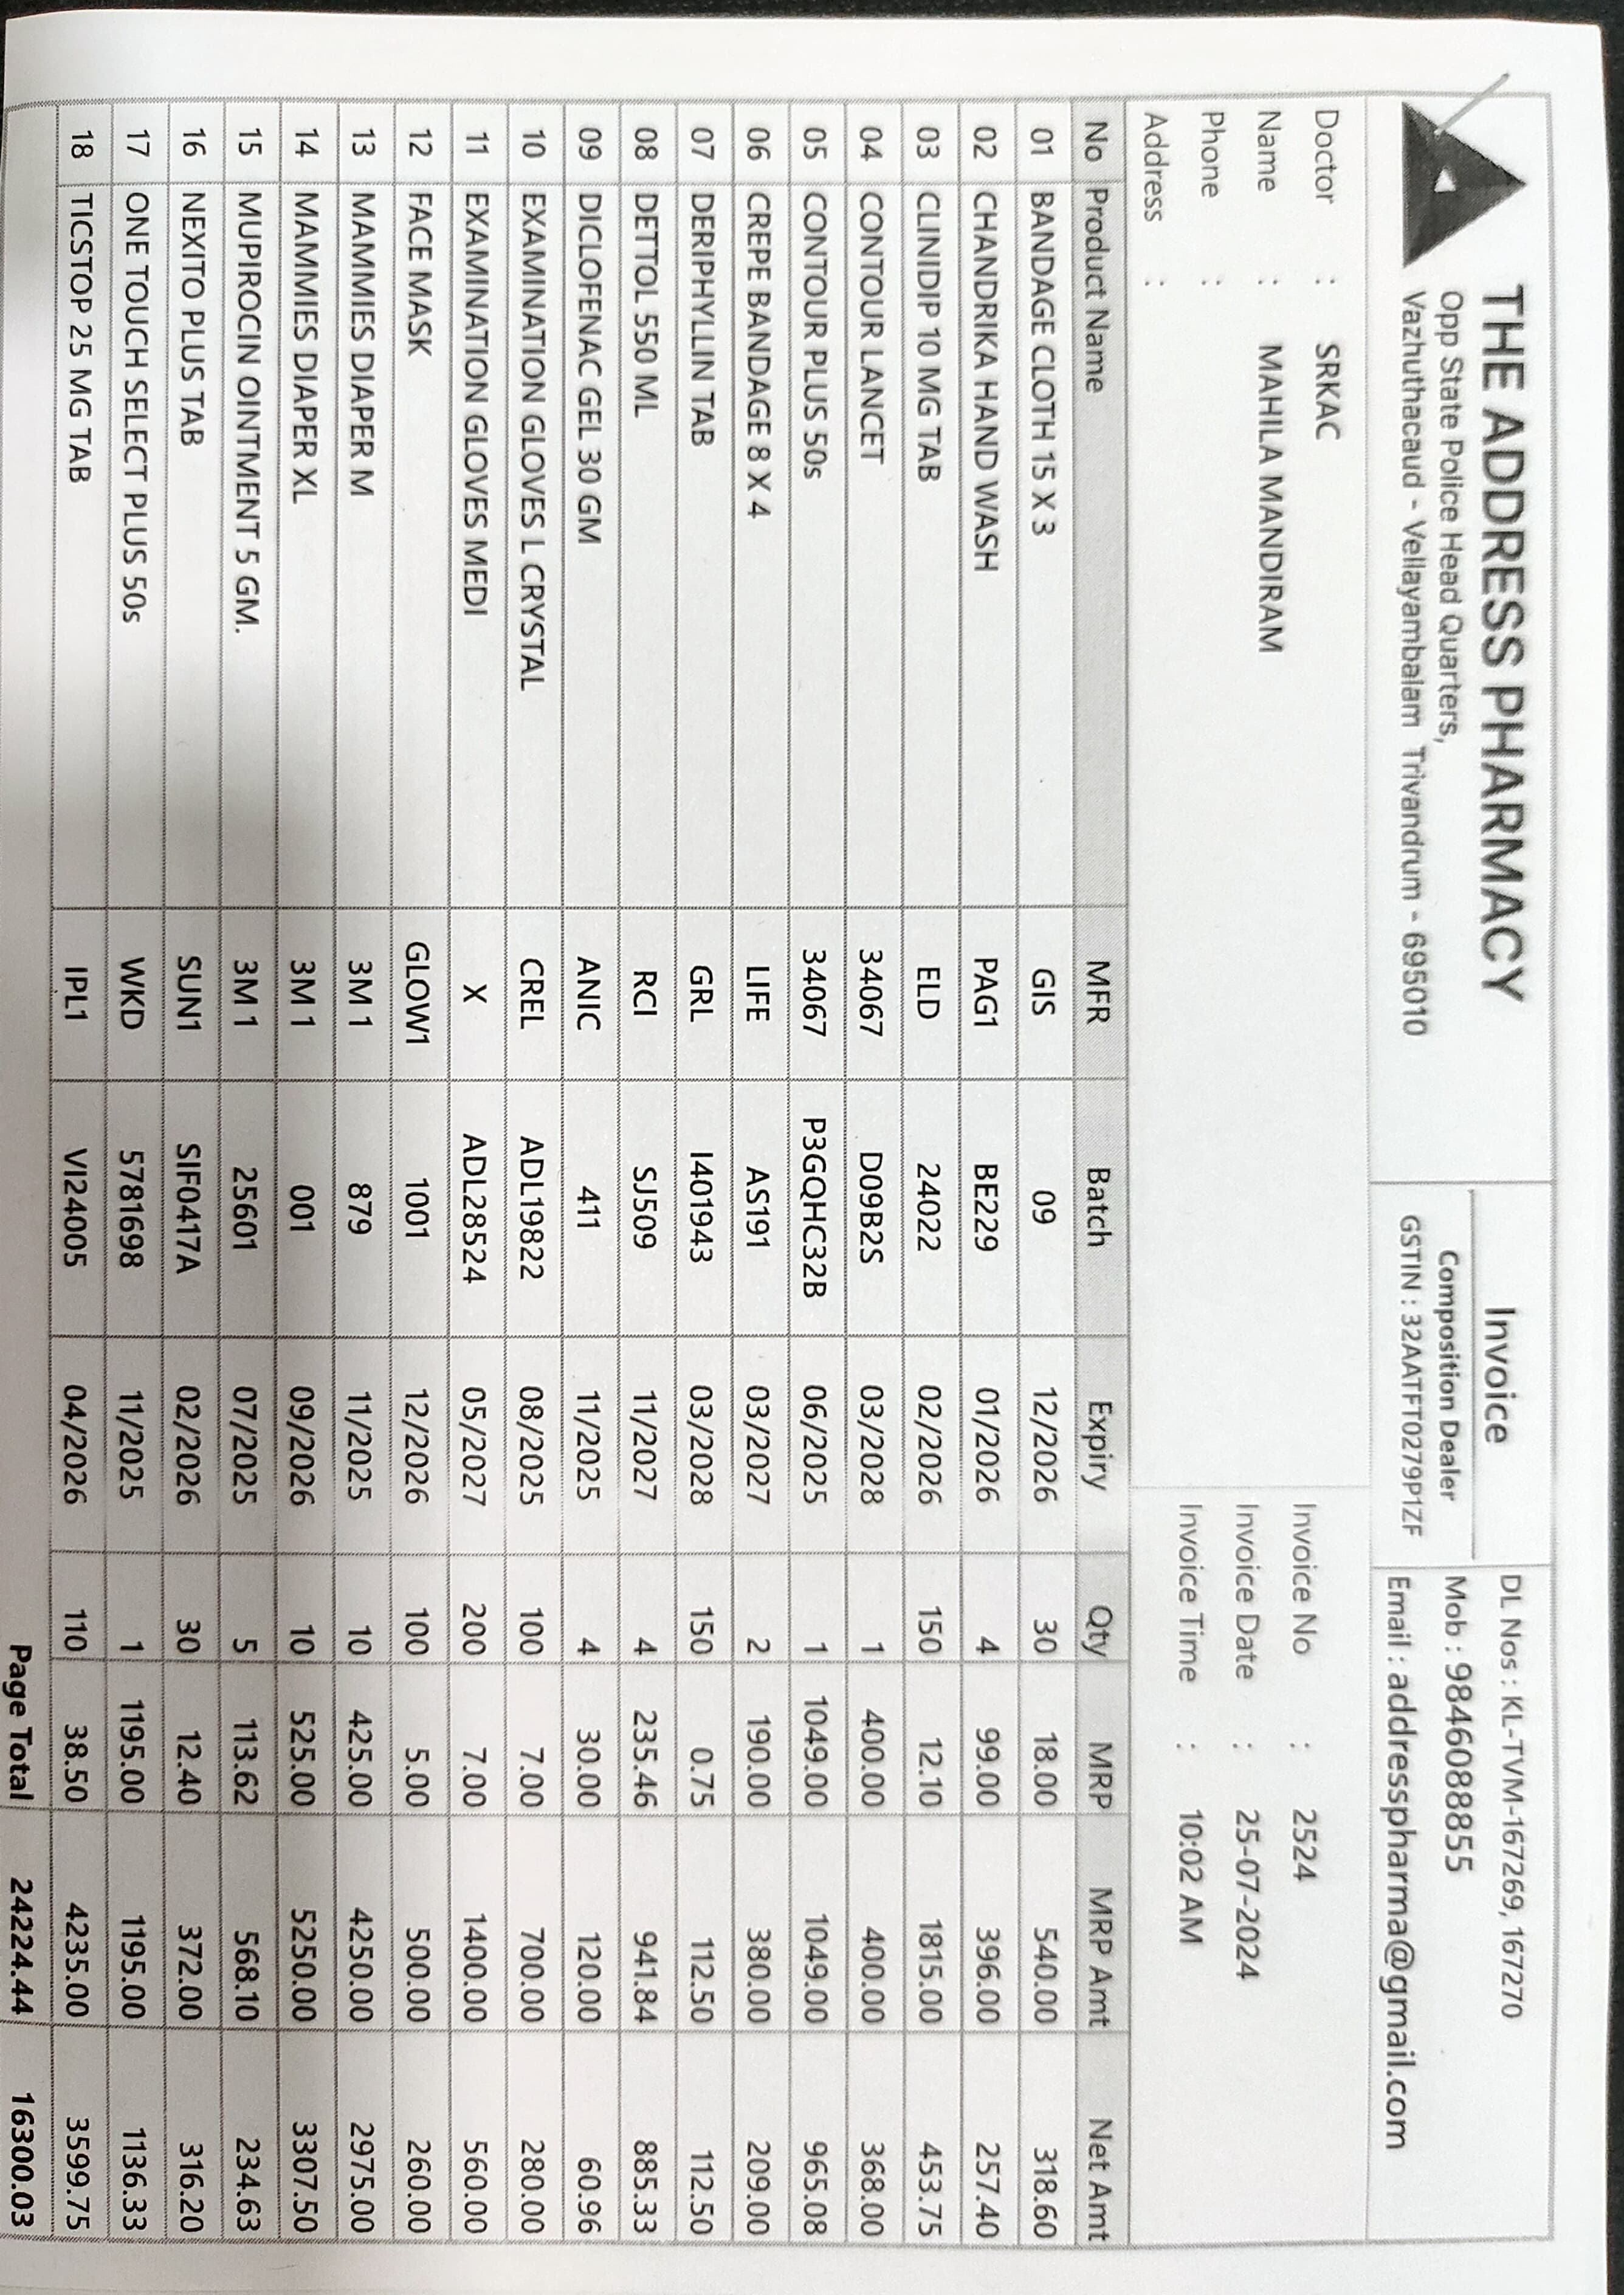 THE ADDRESS PHARMACY
Opp State Police Head Quarters,
Vazhuthacaud - Vellayambalam Trivandrum - 695010
Invoice
Composition Dealer
GSTIN : 32AATFT0279P1ZF
DL Nos : KL-TVM-167269, 167270
Mob : 9846088855
Email : addresspharma@gmail.com
Doctor : SRKAC
Name : MAHILA MANDIRAM
Phone :
Address :
Invoice No : 2524
Invoice Date : 25-07-2024
Invoice Time : 10:02 AM
No Product Name MFR Batch Expiry Qty MRP MRP Amt Net Amt
01 BANDAGE CLOTH 15 X 3 GIS 09 12/2026 30 18.00 540.00 318.60
02 CHANDRIKA HAND WASH PAG1 BE229 01/2026 4 99.00 396.00 257.40
03 CLINIDIP 10 MG TAB ELD 24022 02/2026 150 12.10 1815.00 453.75
04 CONTOUR LANCET 34067 D09B2S 03/2028 1 400.00 400.00 368.00
05 CONTOUR PLUS 50s 34067 P3GQHC32B 06/2025 1 1049.00 1049.00 965.08
06 CREPE BANDAGE 8 X 4 LIFE AS191 03/2027 2 190.00 380.00 209.00
07 DERIPHYLLIN TAB GRL I401943 03/2028 150 0.75 112.50 112.50
08 DETTOL 550 ML RCI SJ509 11/2027 4 235.46 941.84 885.33
09 DICLOFENAC GEL 30 GM ANIC 411 11/2025 4 30.00 120.00 60.96
10 EXAMINATION GLOVES L CRYSTAL CREL ADL19822 08/2025 100 7.00 700.00 280.00
11 EXAMINATION GLOVES MEDI X ADL28524 05/2027 200 7.00 1400.00 560.00
12 FACE MASK GLOW1 1001 12/2026 100 5.00 500.00 260.00
13 MAMMIES DIAPER M 3M 1 879 11/2025 10 425.00 4250.00 2975.00
14 MAMMIES DIAPER XL 3M 1 001 09/2026 10 525.00 5250.00 3307.50
15 MUPIROCIN OINTMENT 5 GM. 3M 1 25601 07/2025 5 113.62 568.10 234.63
16 NEXITO PLUS TAB SUN1 SIF0417A 02/2026 30 12.40 372.00 316.20
17 ONE TOUCH SELECT PLUS 50s WKD 5781698 11/2025 1 1195.00 1195.00 1136.33
18 TICSTOP 25 MG TAB IPL1 VI24005 04/2026 110 38.50 4235.00 3599.75
Page Total 24224.44 16300.03